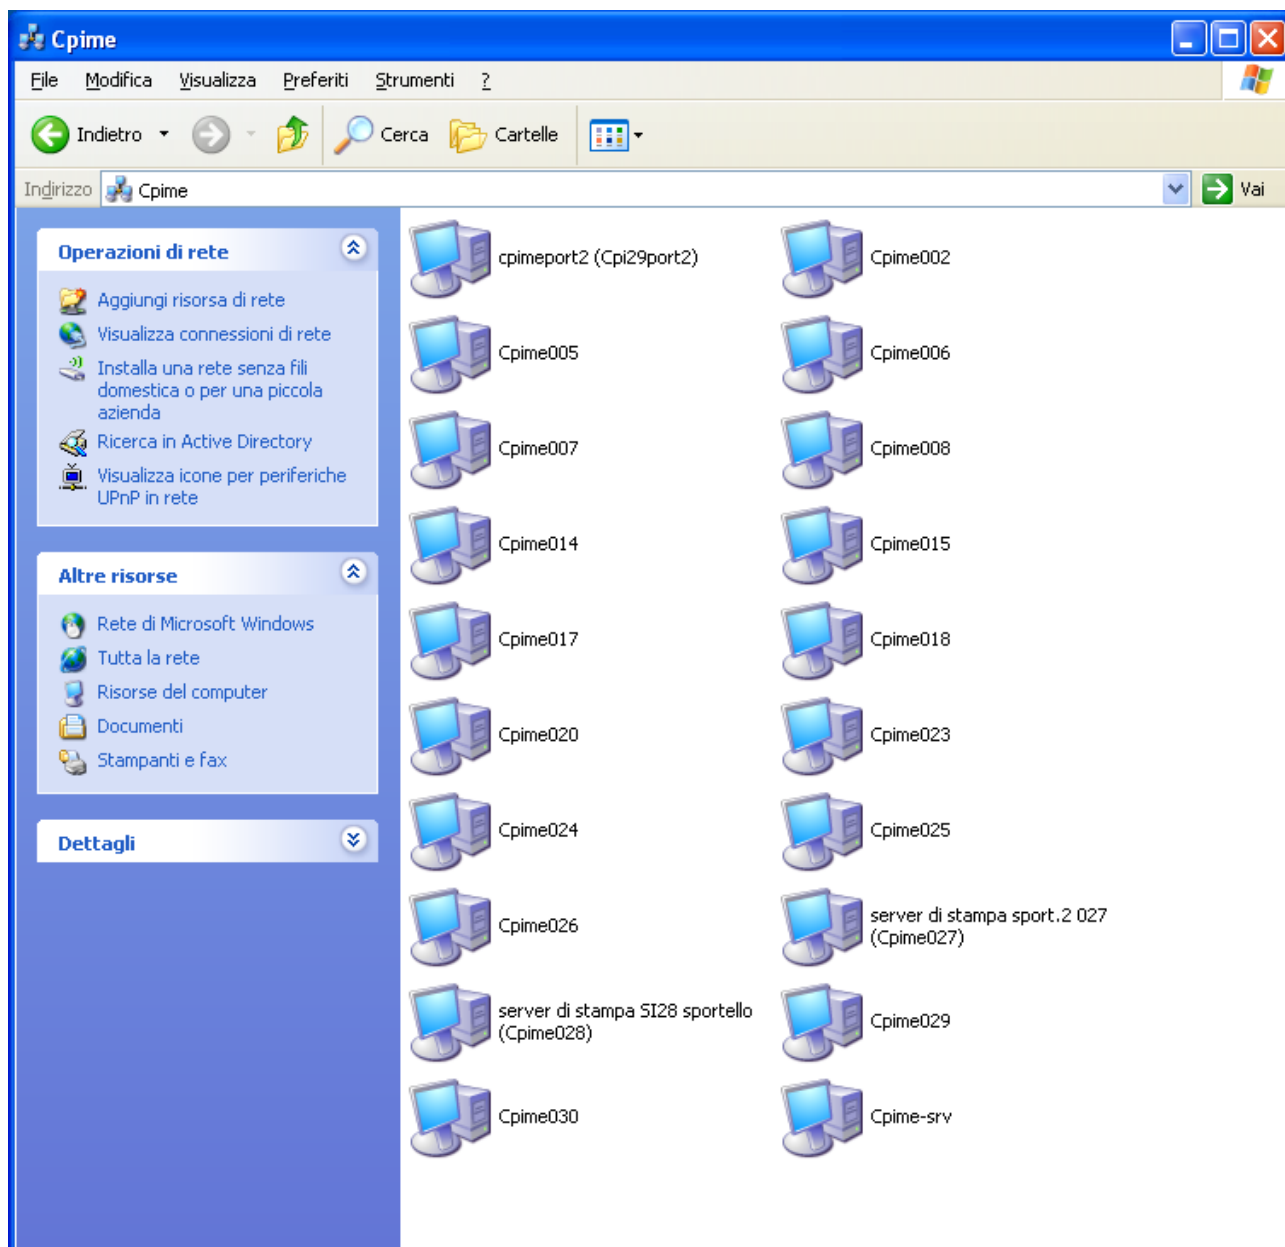 Cpime
File Modifica Visualizza Preferiti Strumenti ?
Indietro Cerca Cartelle
Indirizzo Cpime Vai
Operazioni di rete
Aggiungi risorsa di rete
Visualizza connessioni di rete
Installa una rete senza fili
domestica o per una piccola
azienda
Ricerca in Active Directory
Visualizza icone per periferiche
UPnP in rete
Altre risorse
Rete di Microsoft Windows
Tutta la rete
Risorse del computer
Documenti
Stampanti e fax
Dettagli
cpimeport2 (Cpi29port2)
Cpime002
Cpime005
Cpime006
Cpime007
Cpime008
Cpime014
Cpime015
Cpime017
Cpime018
Cpime020
Cpime023
Cpime024
Cpime025
Cpime026
server di stampa sport.2 027
(Cpime027)
server di stampa SI28 sportello
(Cpime028)
Cpime029
Cpime030
Cpime-srv